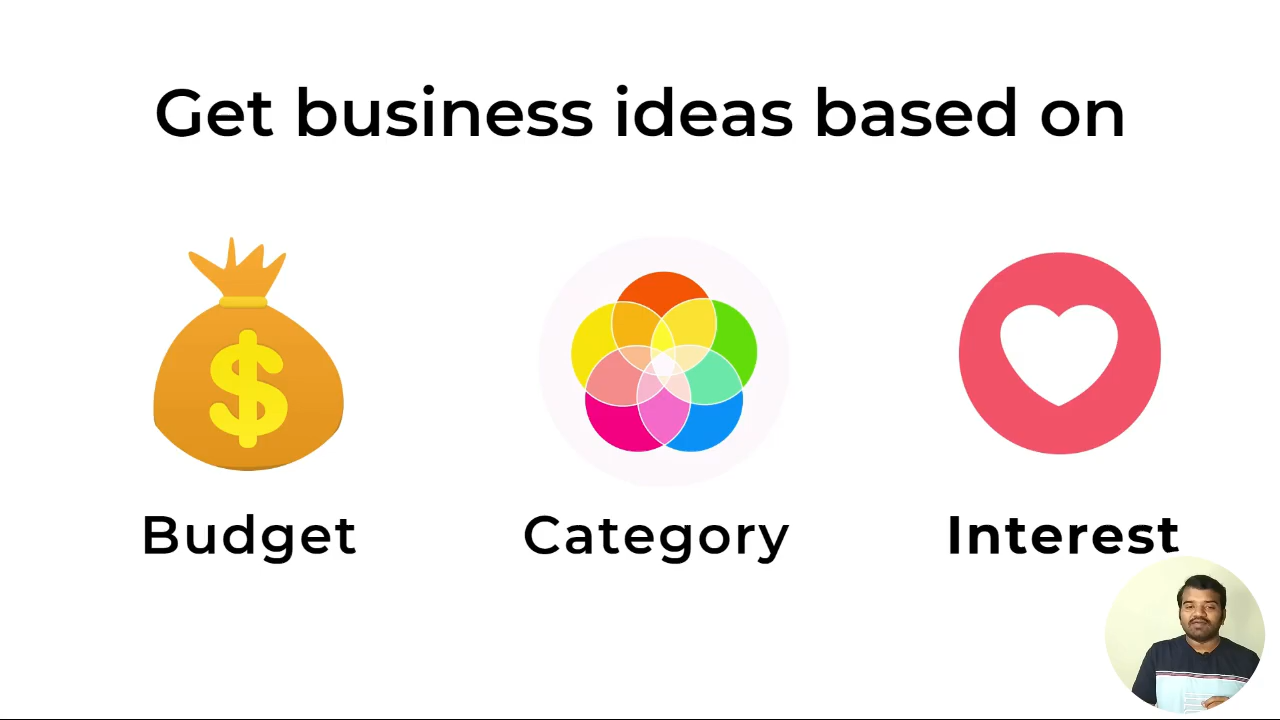 Get business ideas based on
$
Budget
Category
Interest